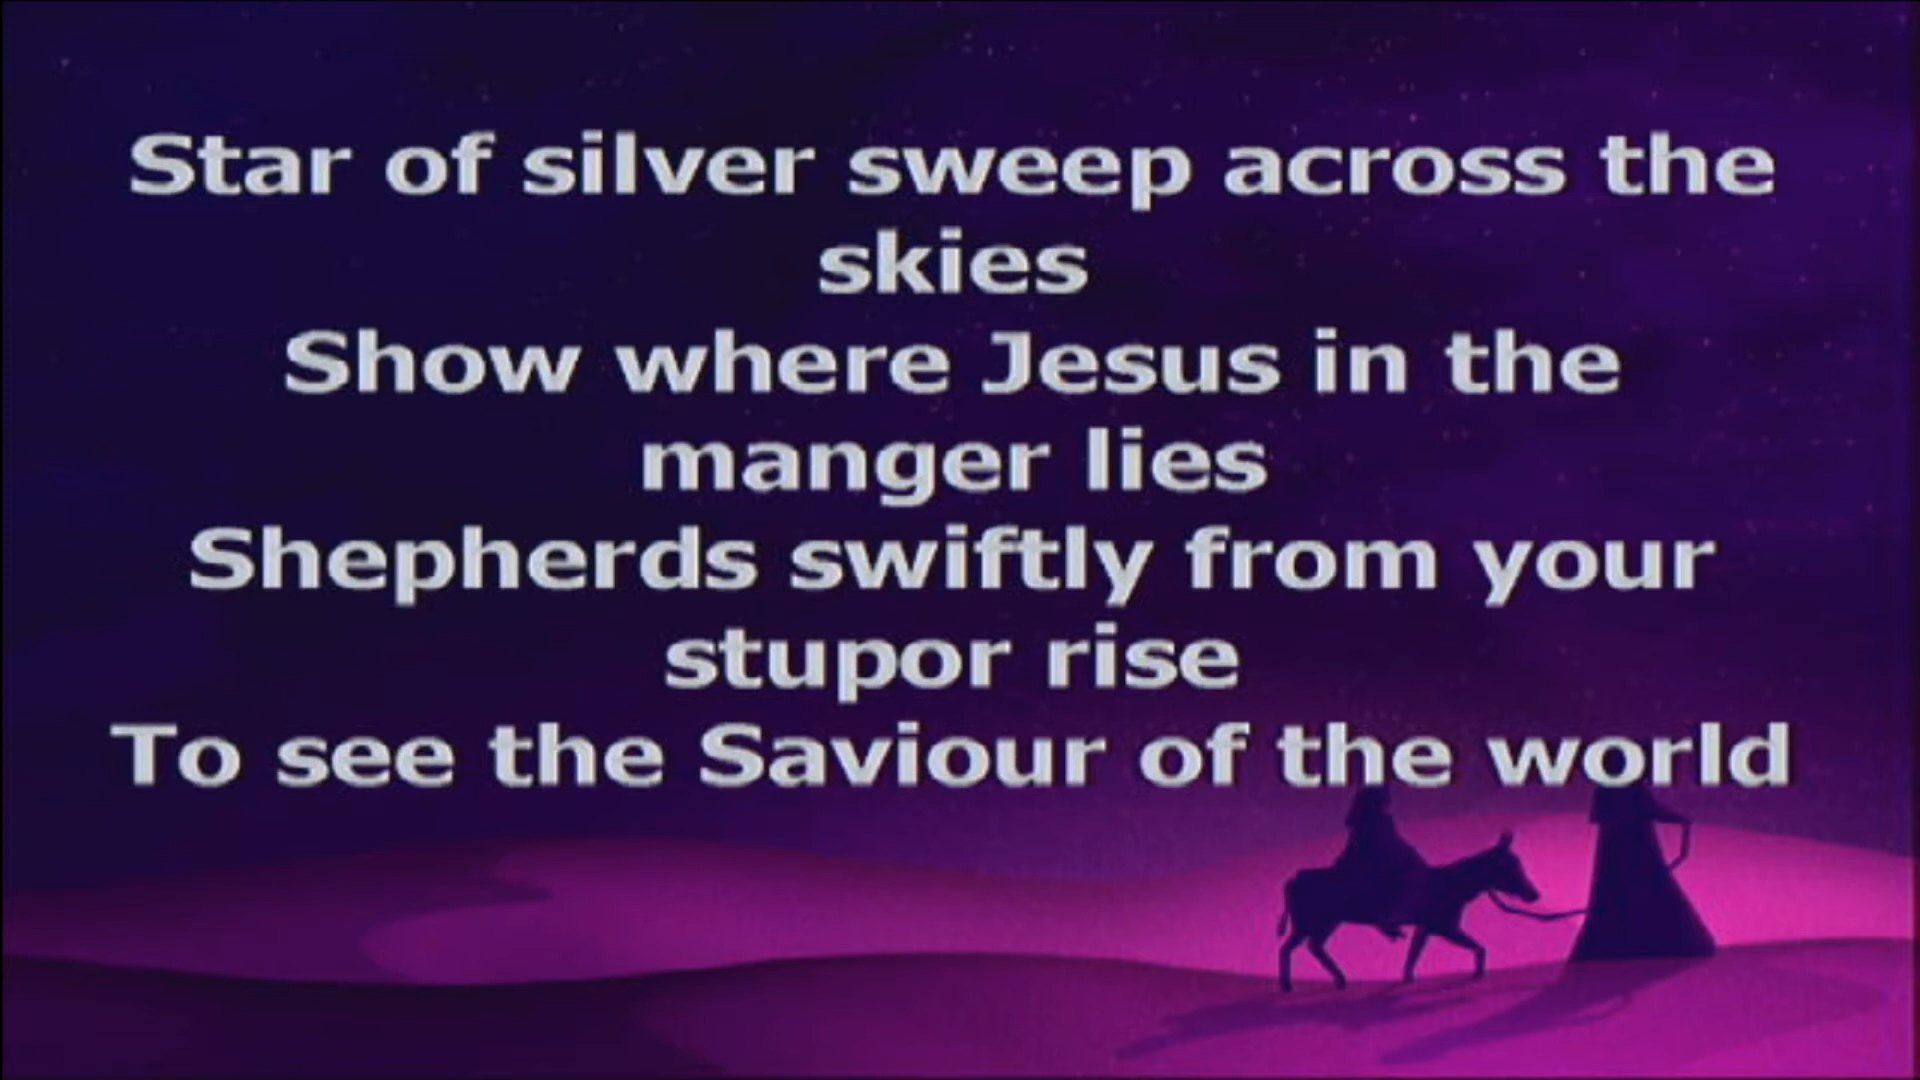 Star of silver sweep across the
skies
Show where Jesus in the
manger lies
Shepherds swiftly from your
stupor rise
To see the Saviour of the world